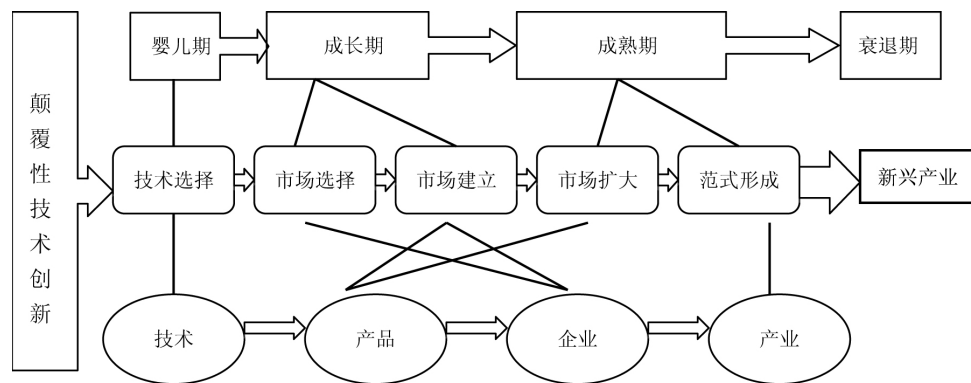 颠覆性技术创新
婴儿期
成长期
成熟期
衰退期
技术选择
市场选择
市场建立
市场扩大
范式形成
新兴产业
技术
产品
企业
产业